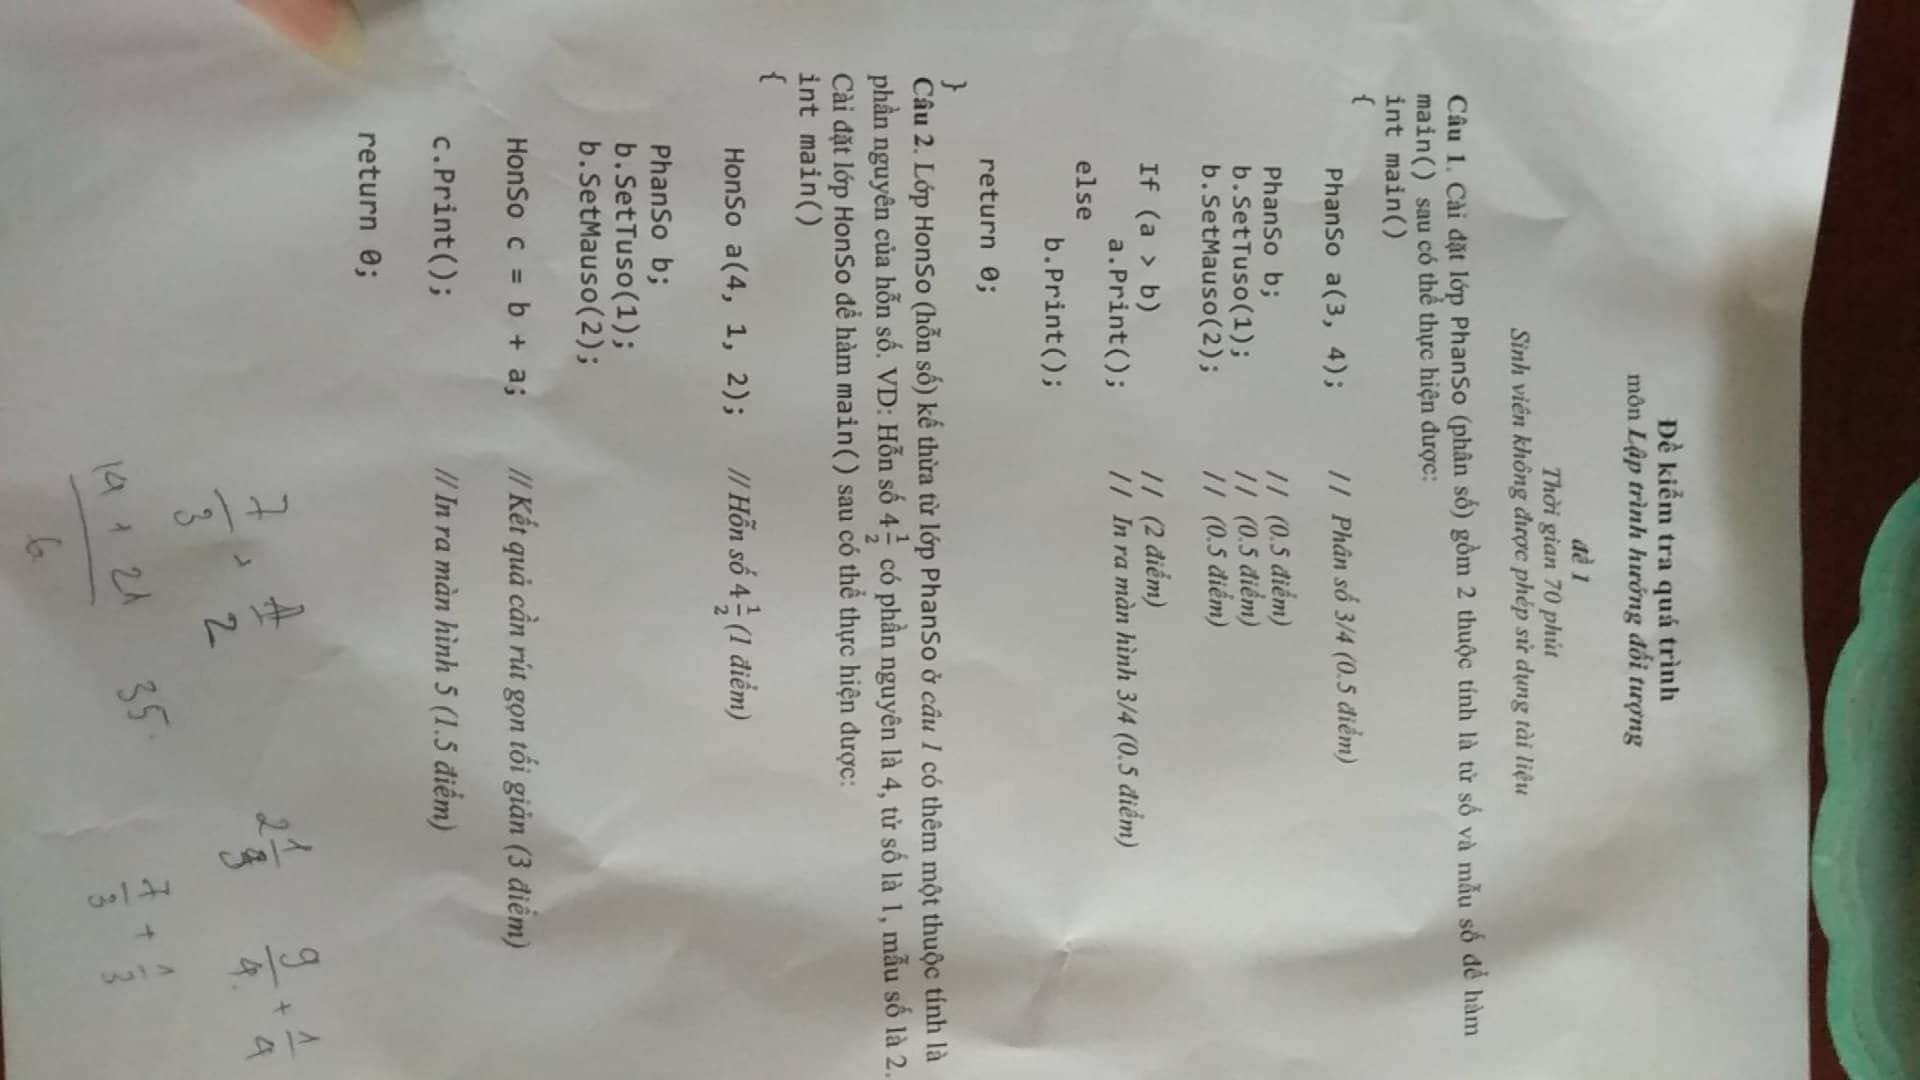 Đề kiểm tra quá trình
môn Lập trình hướng đối tượng
đề 1
Thời gian 70 phút
Sinh viên không được phép sử dụng tài liệu
Câu 1. Cài đặt lớp PhanSo (phân số) gồm 2 thuộc tính là tử số và mẫu số để hàm
main() sau có thể thực hiện được:
int main()
{
PhanSo a(3, 4); // Phân số 3/4 (0.5 điểm)
PhanSo b; // (0.5 điểm)
b.SetTuso(1); // (0.5 điểm)
b.SetMauso(2); // (0.5 điểm)
If (a > b) // (2 điểm)
a.Print(); // In ra màn hình 3/4 (0.5 điểm)
else
b.Print();
return 0;
}
Câu 2. Lớp HonSo (hỗn số) kế thừa từ lớp PhanSo ở câu 1 có thêm một thuộc tính là
phần nguyên của hỗn số. VD: Hỗn số 4 1/2 có phần nguyên là 4, tử số là 1, mẫu số là 2.
Cài đặt lớp HonSo để hàm main() sau có thể thực hiện được:
int main()
{
HonSo a(4, 1, 2); // Hỗn số 4 1/2 (1 điểm)
PhanSo b;
b.SetTuso(1);
b.SetMauso(2);
HonSo c = b + a; // Kết quả cần rút gọn tối giản (3 điểm)
c.Print(); // In ra màn hình 5 (1.5 điểm)
return 0;
7/3
2
2 1/3
9/4 + 1/4
14 + 21
6
35
7/3 + 1/3